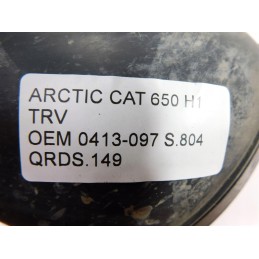 ARCTIC CAT 650 H1
TRV
OEM 0413-097 S.804
QRDS.149